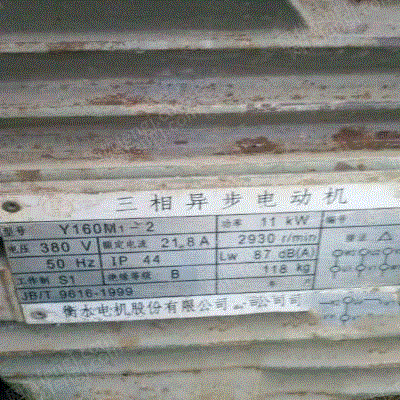 三相异步电动机
型号 Y160M1-2 功率 11 kW 编号
电压 380 V 额定电流 21.8 A 2930 r/min 接法 △
50 Hz IP 44 Lw 87 dB(A)
工作制 S1 绝缘等级 B 118 kg
JB/T 9616-1999
衡水电机股份有限公司